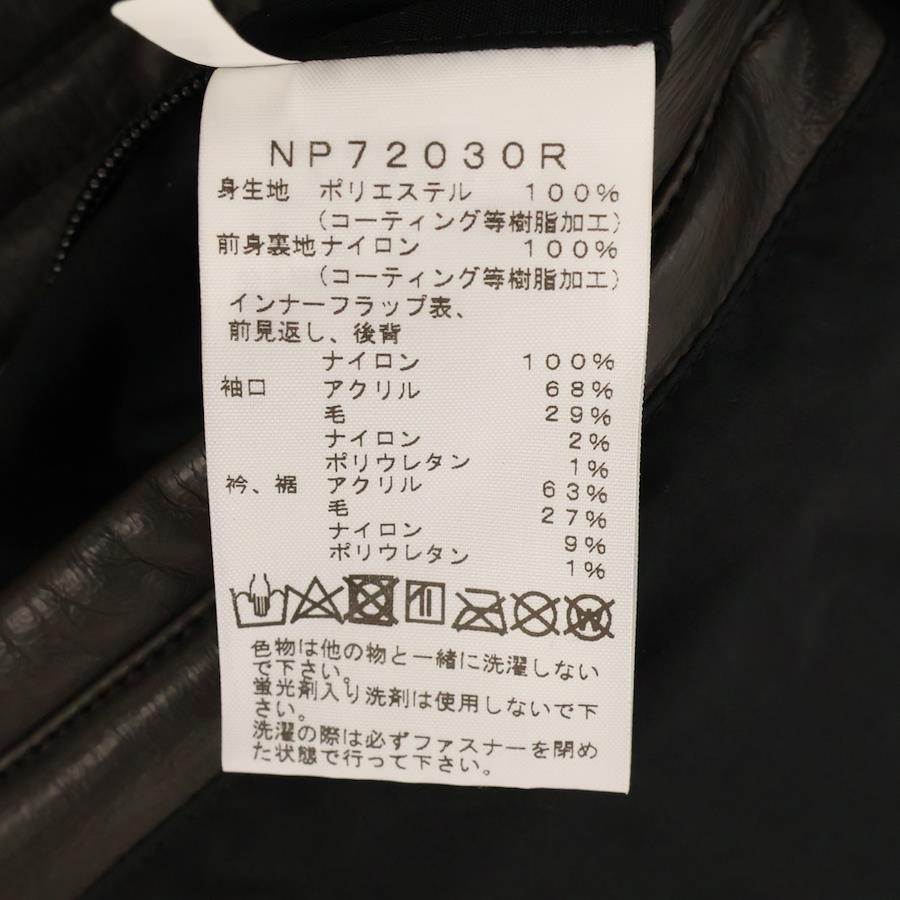 NP72030R
身生地 ポリエステル 100%
(コーティング等樹脂加工)
前身裏地ナイロン 100%
(コーティング等樹脂加工)
インナーフラップ表、
前見返し、後背
ナイロン 100%
袖口 アクリル 68%
毛 29%
ナイロン 2%
ポリウレタン 1%
衿、裾 アクリル 63%
毛 27%
ナイロン 9%
ポリウレタン 1%
W
色物は他の物と一緒に洗濯しない
で下さい。
蛍光剤入り洗剤は使用しないで下
さい。
洗濯の際は必ずファスナーを閉め
た状態で行って下さい。